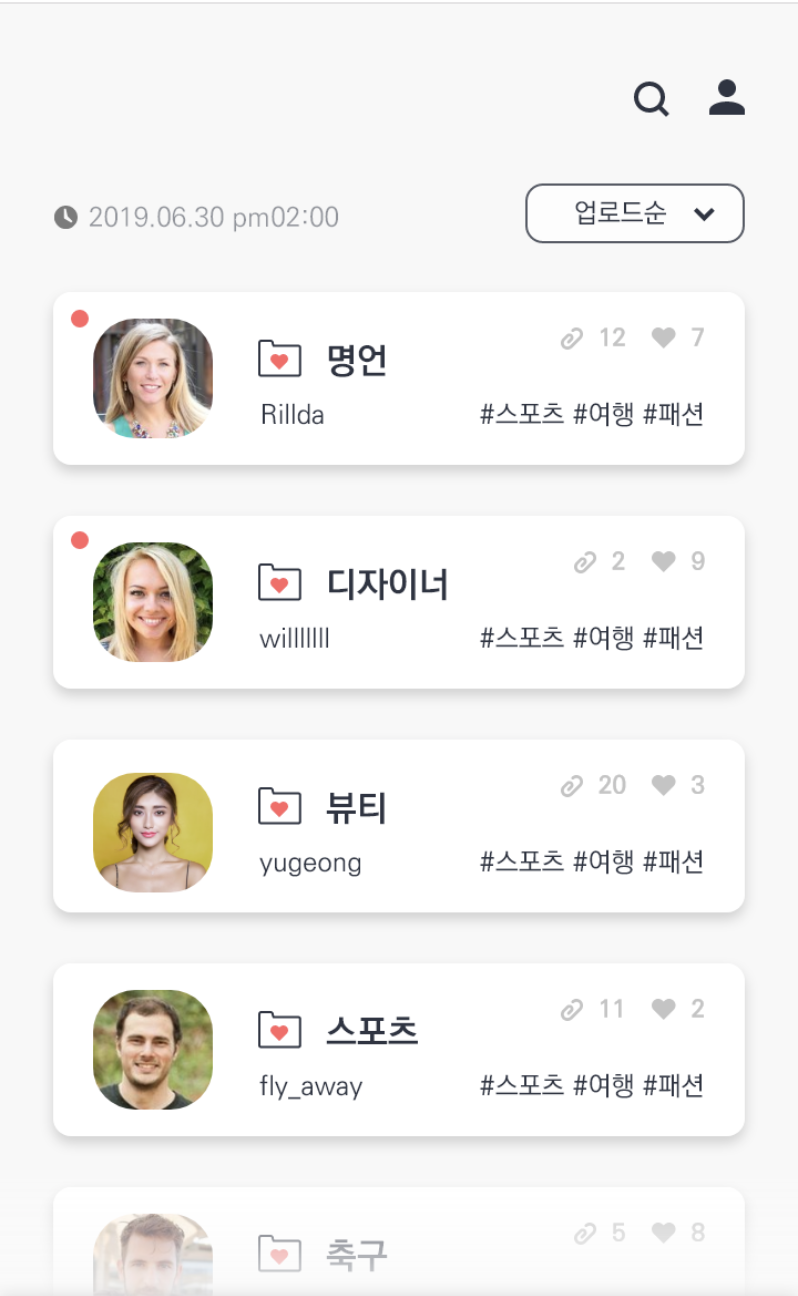 2019.06.30 pm02:00 업로드순
12 7
명언
Rillda #스포츠 #여행 #패션
2 9
디자이너
willlllll #스포츠 #여행 #패션
20 3
뷰티
yugeong #스포츠 #여행 #패션
11 2
스포츠
fly_away #스포츠 #여행 #패션
5 8
축구